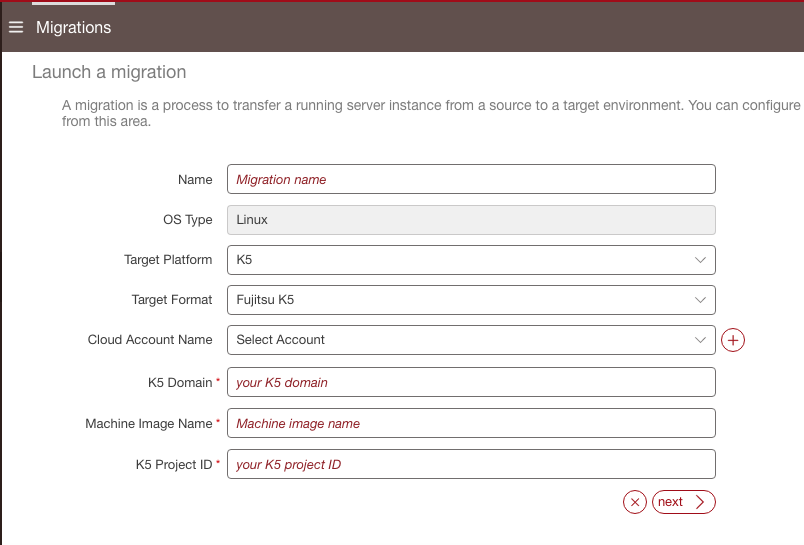 Migrations
Launch a migration
A migration is a process to transfer a running server instance from a source to a target environment. You can configure
from this area.
Name Migration name
OS Type Linux
Target Platform K5
Target Format Fujitsu K5
Cloud Account Name Select Account
K5 Domain * your K5 domain
Machine Image Name * Machine image name
K5 Project ID * your K5 project ID
next